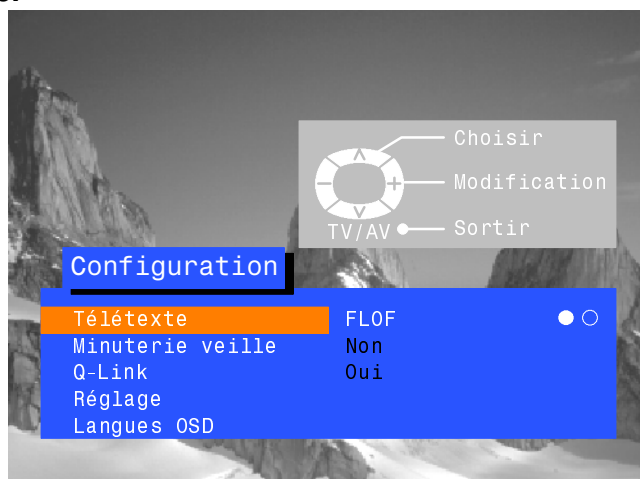 Choisir
Modification
TV/AV Sortir
Configuration
Télétexte FLOF
Minuterie veille Non
Q-Link Oui
Réglage
Langues OSD